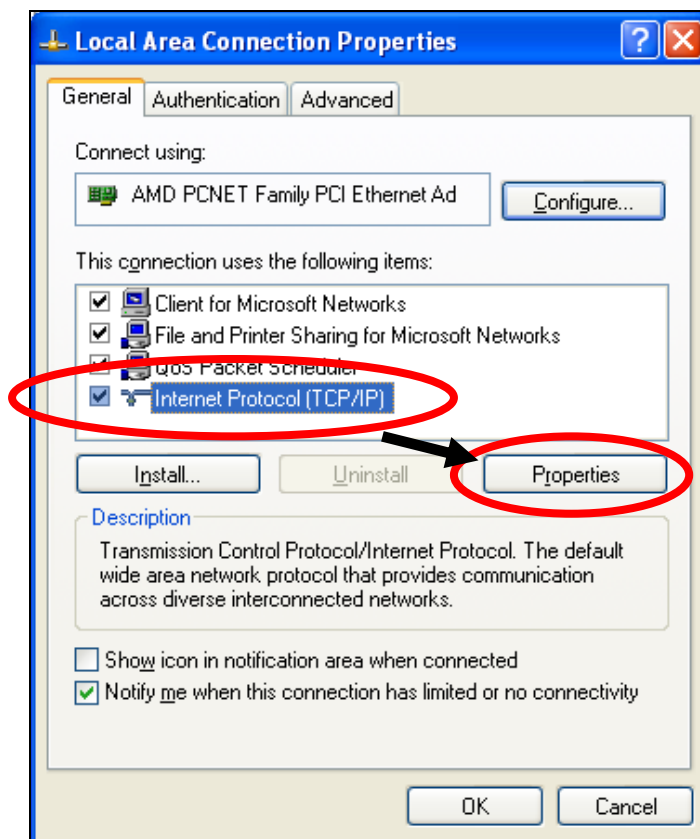 Local Area Connection Properties
General Authentication Advanced
Connect using:
AMD PCNET Family PCI Ethernet Ad
Configure...
This connection uses the following items:
Client for Microsoft Networks
File and Printer Sharing for Microsoft Networks
QoS Packet Scheduler
Internet Protocol (TCP/IP)
Install... Uninstall Properties
Description
Transmission Control Protocol/Internet Protocol. The default
wide area network protocol that provides communication
across diverse interconnected networks.
Show icon in notification area when connected
Notify me when this connection has limited or no connectivity
OK Cancel